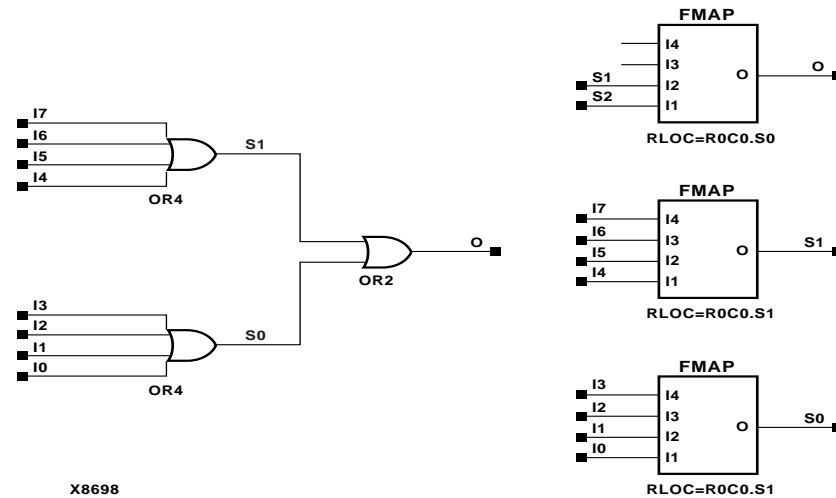 I7
I6
I5
I4
OR4
S1
I3
I2
I1
I0
OR4
S0
OR2
O
X8698
FMAP
I4
I3
S1 I2 O O
S2 I1
RLOC=R0C0.S0
FMAP
I7 I4
I6 I3 O S1
I5 I2
I4 I1
RLOC=R0C0.S1
FMAP
I3 I4
I2 I3 O S0
I1 I2
I0 I1
RLOC=R0C0.S1